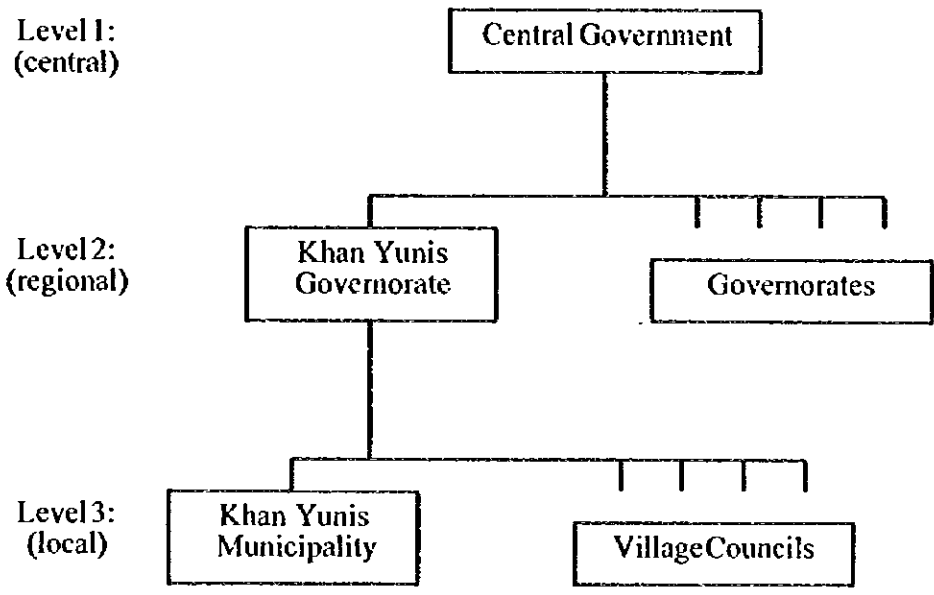 Level 1:
(central)
Central Government
Level 2:
(regional)
Khan Yunis
Governorate
Governorates
Level 3:
(local)
Khan Yunis
Municipality
Village Councils